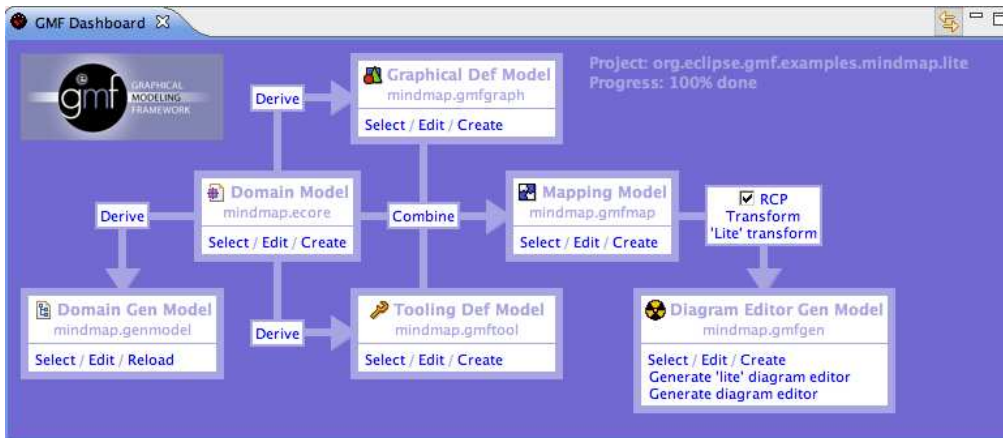 GMF Dashboard
gmf
GRAPHICAL
MODELING
FRAMEWORK
Project: org.eclipse.gmf.examples.mindmap.lite
Progress: 100% done
Derive
Graphical Def Model
mindmap.gmfgraph
Select / Edit / Create
Derive
Domain Model
mindmap.ecore
Select / Edit / Create
Combine
Mapping Model
mindmap.gmfmap
Select / Edit / Create
RCP
Transform
'Lite' transform
Domain Gen Model
mindmap.genmodel
Select / Edit / Reload
Derive
Tooling Def Model
mindmap.gmftool
Select / Edit / Create
Diagram Editor Gen Model
mindmap.gmfgen
Select / Edit / Create
Generate 'lite' diagram editor
Generate diagram editor